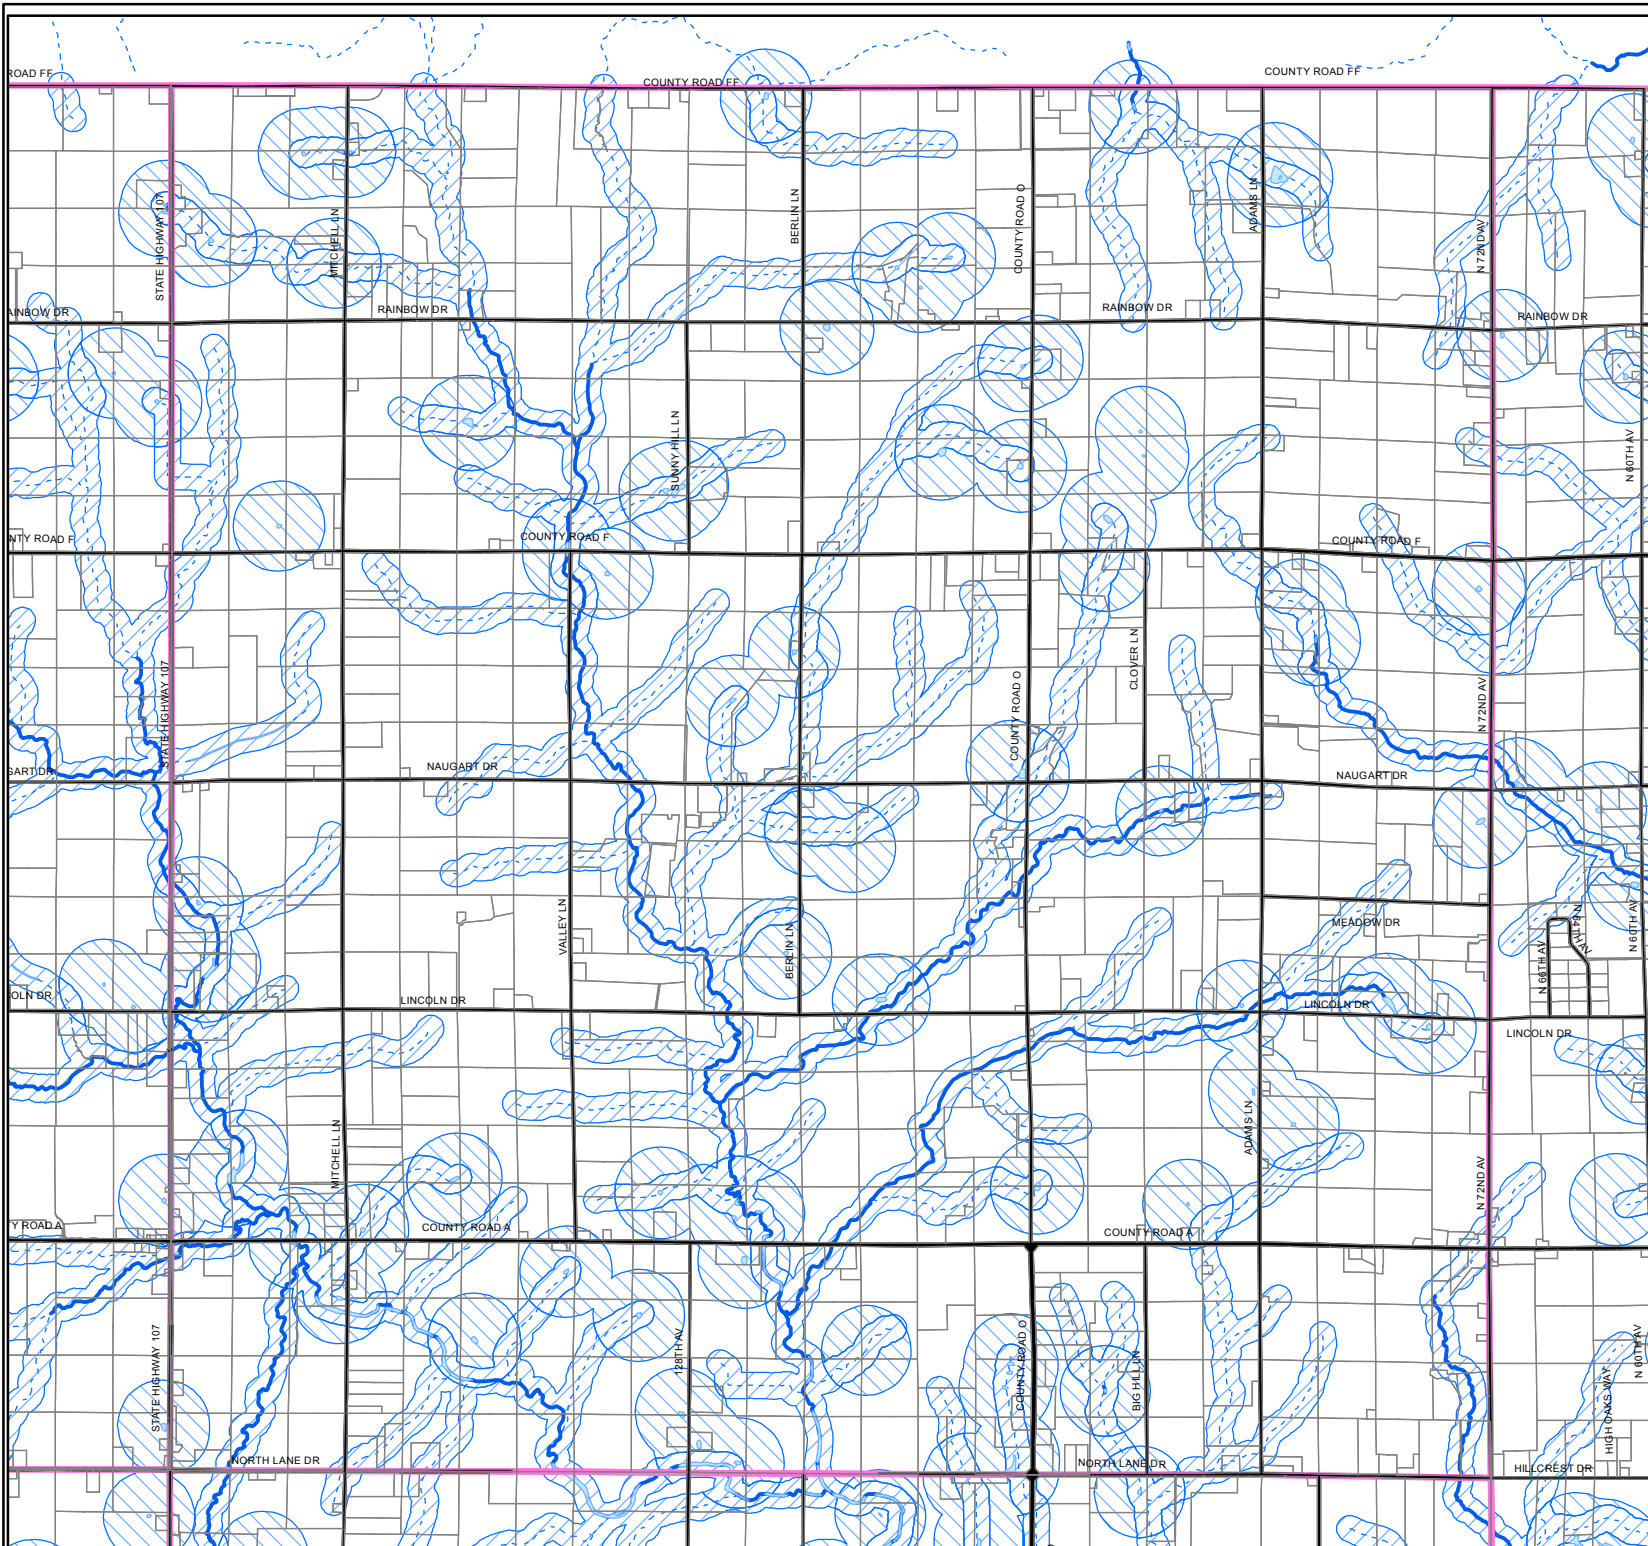 ROAD FF
COUNTY ROAD FF
COUNTY ROAD FF
STATE HIGHWAY 107
MITCHELL LN
BERLIN LN
COUNTY ROAD O
ADAMS LN
N 72ND AV
AINBOW DR
RAINBOW DR
RAINBOW DR
RAINBOW DR
SUNNY HILL LN
N 60TH AV
NTY ROAD F
COUNTY ROAD F
COUNTY ROAD F
STATE HIGHWAY 107
CLOVER LN
COUNTY ROAD O
N 72ND AV
GART DR
NAUGART DR
NAUGART DR
VALLEY LN
BERLIN LN
MEADOW DR
N 64TH AV
N 60TH AV
N 66TH AV
OLN DR
LINCOLN DR
LINCOLN DR
LINCOLN DR
MITCHELL LN
ADAMS LN
N 72ND AV
Y ROAD A
COUNTY ROAD A
COUNTY ROAD A
STATE HIGHWAY 107
128TH AV
COUNTY ROAD O
BIG HILL LN
HIGH OAKS WAY
N 60TH AV
NORTH LANE DR
NORTH LANE DR
HILLCREST DR